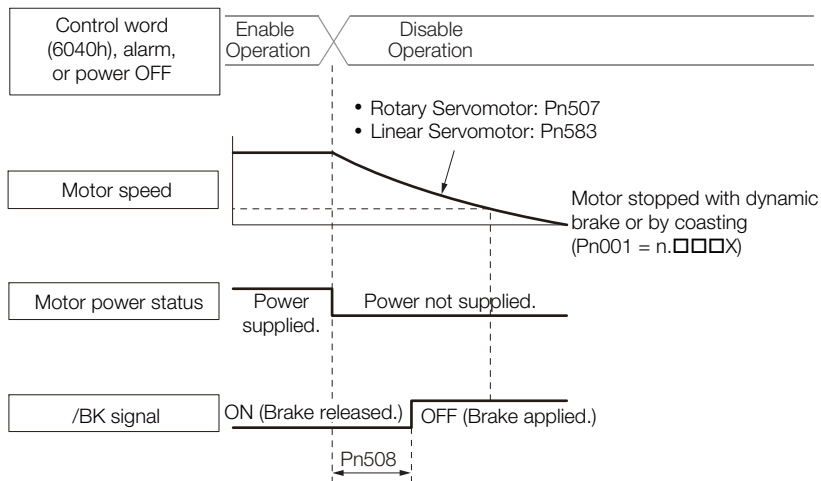 Control word
(6040h), alarm,
or power OFF
Enable
Operation
Disable
Operation
• Rotary Servomotor: Pn507
• Linear Servomotor: Pn583
Motor speed
Motor stopped with dynamic
brake or by coasting
(Pn001 = n.□□□X)
Motor power status
Power
supplied.
Power not supplied.
/BK signal
ON (Brake released.)
OFF (Brake applied.)
Pn508